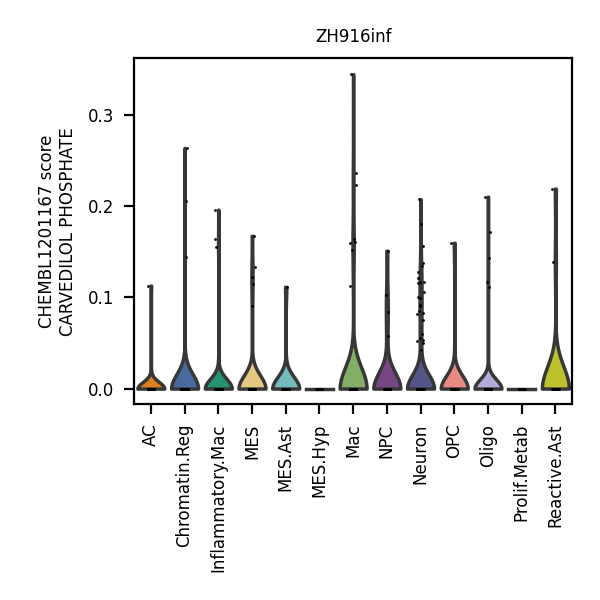 ZH916inf
CHEMBL1201167 score
CARVEDILOL PHOSPHATE
0.3
0.2
0.1
0.0
AC
Chromatin.Reg
Inflammatory.Mac
MES
MES.Ast
MES.Hyp
Mac
NPC
Neuron
OPC
Oligo
Prolif.Metab
Reactive.Ast